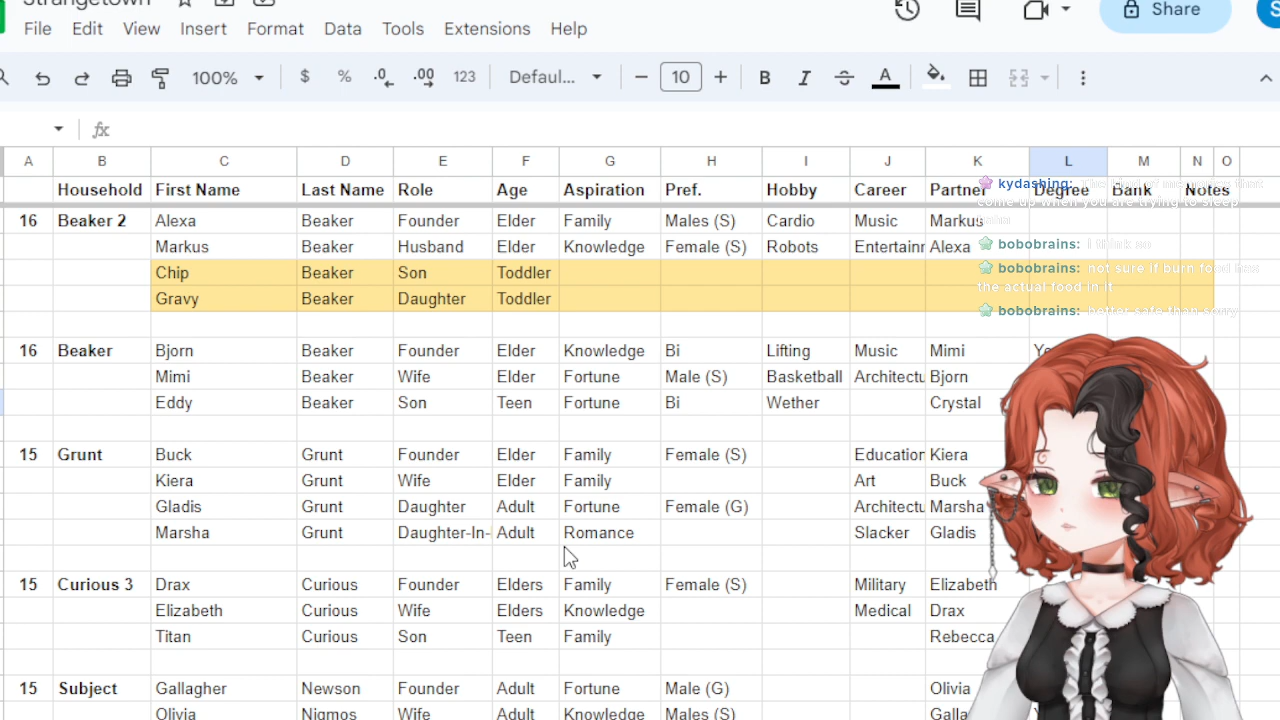 Strangetown
File Edit View Insert Format Data Tools Extensions Help
Share
100% $ % .0 .00 123 Defaul... 10 B I A
fx
A B C D E F G H I J K L M N O
Household First Name Last Name Role Age Aspiration Pref. Hobby Career Partner Degree Bank Notes
kydashing:
come up when you are trying to sleep
16 Beaker 2 Alexa Beaker Founder Elder Family Males (S) Cardio Music Markus
Markus Beaker Husband Elder Knowledge Female (S) Robots Entertainr Alexa
bobobrains: I think so
Chip Beaker Son Toddler
bobobrains: not sure if burn food has
the actual food in it
Gravy Beaker Daughter Toddler
bobobrains: better safe than sorry
16 Beaker Bjorn Beaker Founder Elder Knowledge Bi Lifting Music Mimi
Mimi Beaker Wife Elder Fortune Male (S) Basketball Architectu Bjorn
Eddy Beaker Son Teen Fortune Bi Wether Crystal
15 Grunt Buck Grunt Founder Elder Family Female (S) Education Kiera
Kiera Grunt Wife Elder Family Art Buck
Gladis Grunt Daughter Adult Fortune Female (G) Architectu Marsha
Marsha Grunt Daughter-In- Adult Romance Slacker Gladis
15 Curious 3 Drax Curious Founder Elders Family Female (S) Military Elizabeth
Elizabeth Curious Wife Elders Knowledge Medical Drax
Titan Curious Son Teen Family Rebecca
15 Subject Gallagher Newson Founder Adult Fortune Male (G) Olivia
Olivia Nigmos Wife Adult Knowledge Males (S) Galla